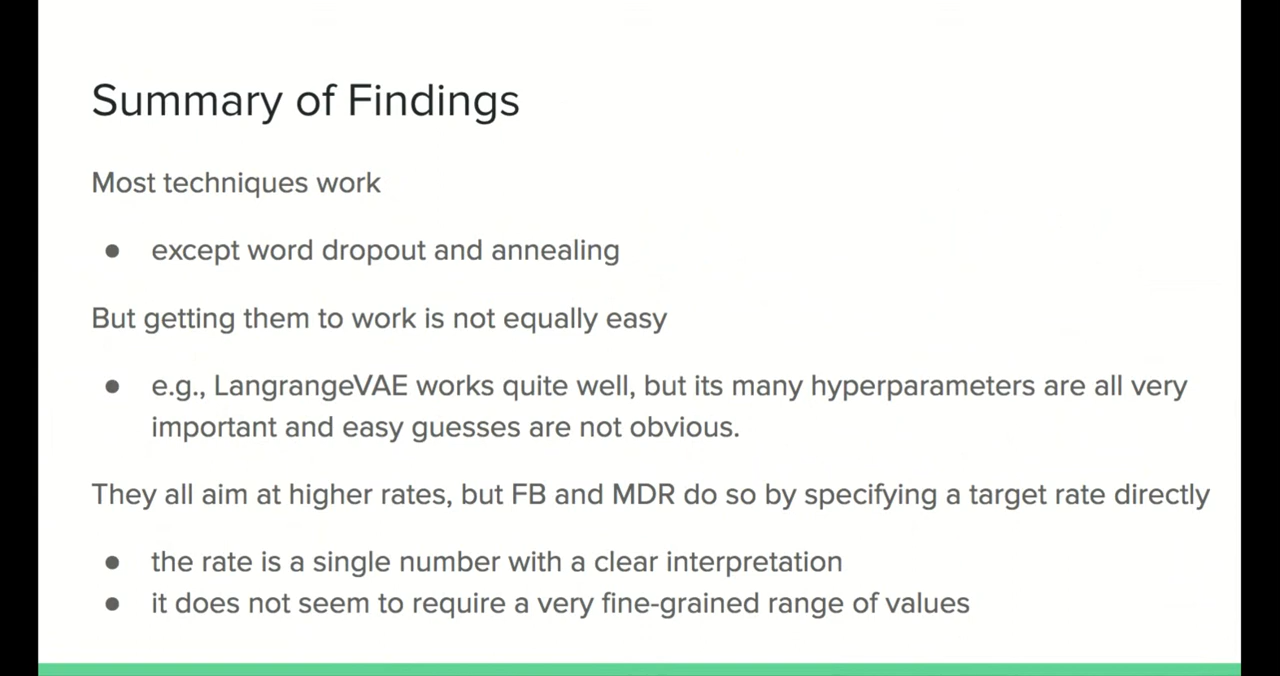 Summary of Findings
Most techniques work
● except word dropout and annealing
But getting them to work is not equally easy
● e.g., LangrangeVAE works quite well, but its many hyperparameters are all very
important and easy guesses are not obvious.
They all aim at higher rates, but FB and MDR do so by specifying a target rate directly
● the rate is a single number with a clear interpretation
● it does not seem to require a very fine-grained range of values